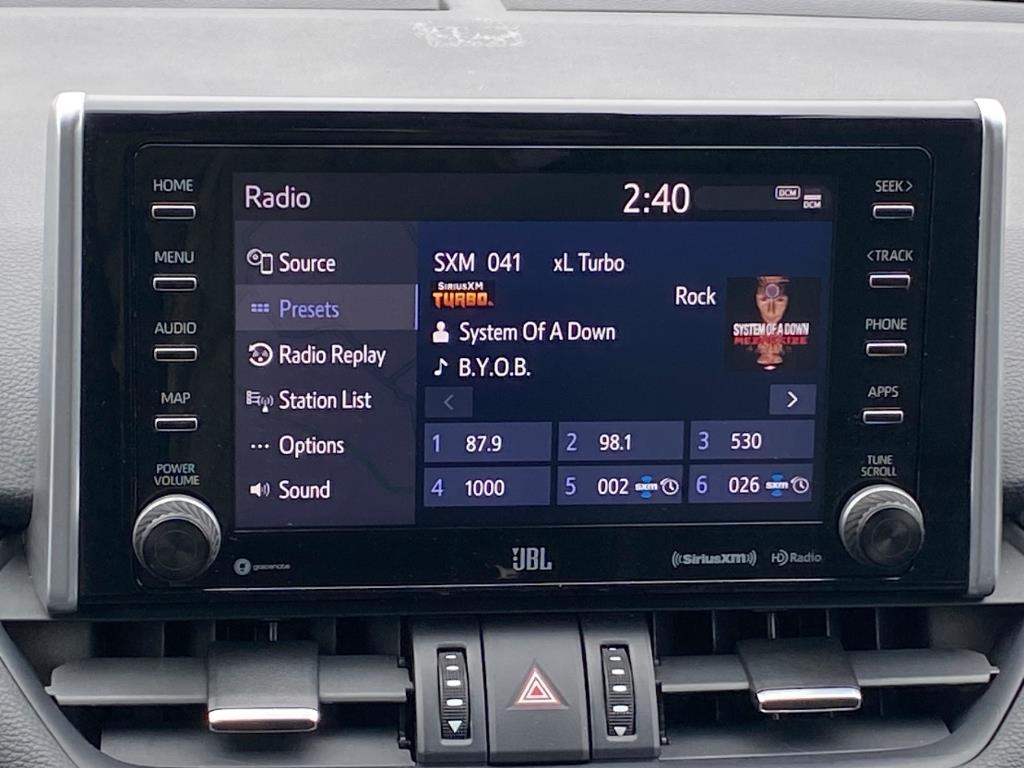 HOME
MENU
AUDIO
MAP
POWER
VOLUME
Radio
2:40
DCM
DCM
Source
Presets
Radio Replay
Station List
Options
Sound
SXM 041 xL Turbo
SIRIUSXM
TURBO
Rock
System Of A Down
B.Y.O.B.
SYSTEM OF A DOWN
MEZMERIZE
<
>
1 87.9
2 98.1
3 530
4 1000
5 002 sxm
6 026 sxm
SEEK>
<TRACK
PHONE
APPS
TUNE
SCROLL
gracenote
JBL
((SiriusXM))
HD Radio